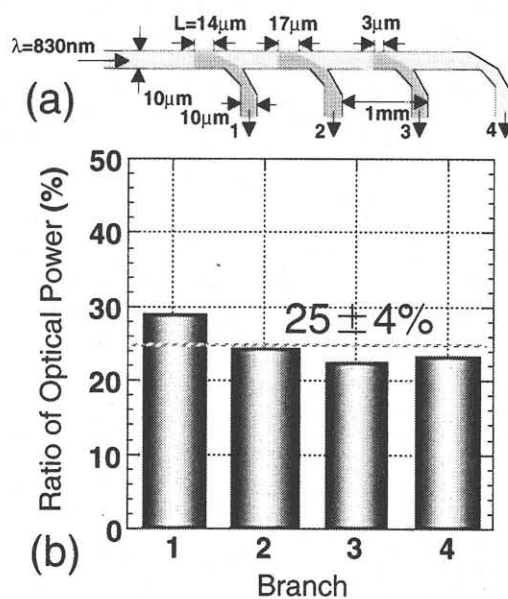 L=14μm 17μm 3μm
λ=830nm
10μm
10μm
1mm
1 2 3 4
(a)
50
40
30
20
10
0
Ratio of Optical Power (%)
25±4%
1 2 3 4
Branch
(b)